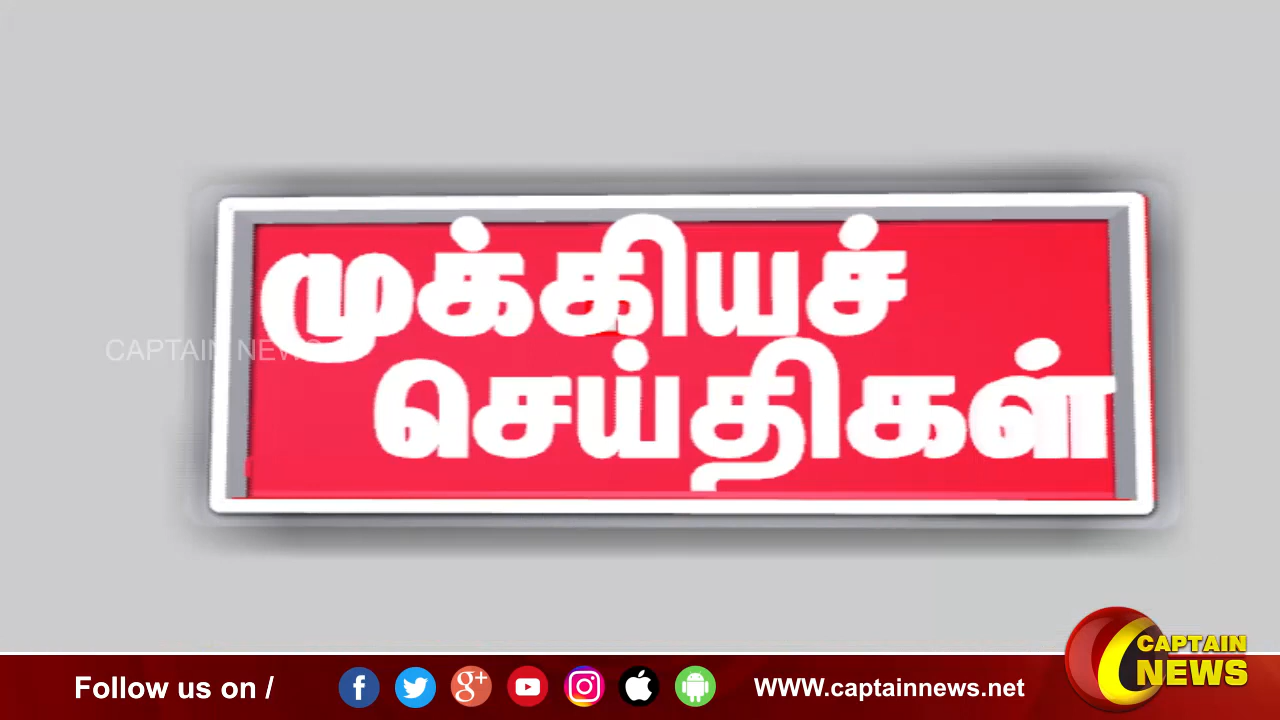 முக்கியச்
செய்திகள்
CAPTAIN NEWS
Follow us on /
WWW.captainnews.net
CAPTAIN
NEWS